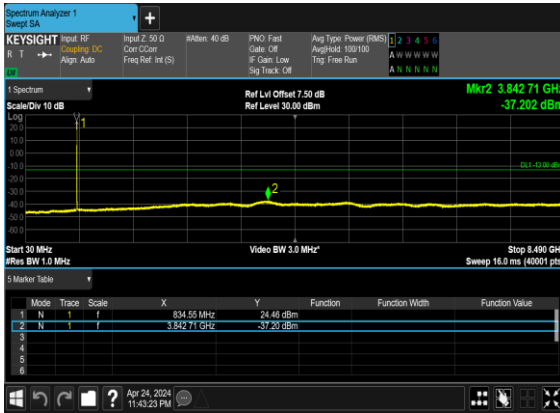 Spectrum Analyzer 1
Swept SA
+
KEYSIGHT Input: RF Input Z: 50 Ω #Atten: 40 dB PNO: Fast Avg Type: Power (RMS) 1 2 3 4 5 6
R T Coupling: DC Corr CCorr Gate: Off Avg|Hold: 100/100 A W W W W W
Align: Auto Freq Ref: Int (S) IF Gain: Low Trig: Free Run
Sig Track: Off A N N N N N
1 Spectrum
Scale/Div 10 dB
Ref Lvl Offset 7.50 dB
Ref Level 30.00 dBm
Mkr2 3.842 71 GHz
-37.202 dBm
Log
20.0
10.0
0.00
-10.0
-20.0
-30.0
-40.0
-50.0
-60.0
1
2
DL1 -13.00 dBm
Start 30 MHz Video BW 3.0 MHz* Stop 8.490 GH
#Res BW 1.0 MHz Sweep 16.0 ms (40001 pts
5 Marker Table
Mode Trace Scale X Y Function Function Width Function Value
1 N 1 f 834.55 MHz 24.46 dBm
2 N 1 f 3.842 71 GHz -37.20 dBm
3
4
5
6
? Apr 24, 2024
11:43:23 PM